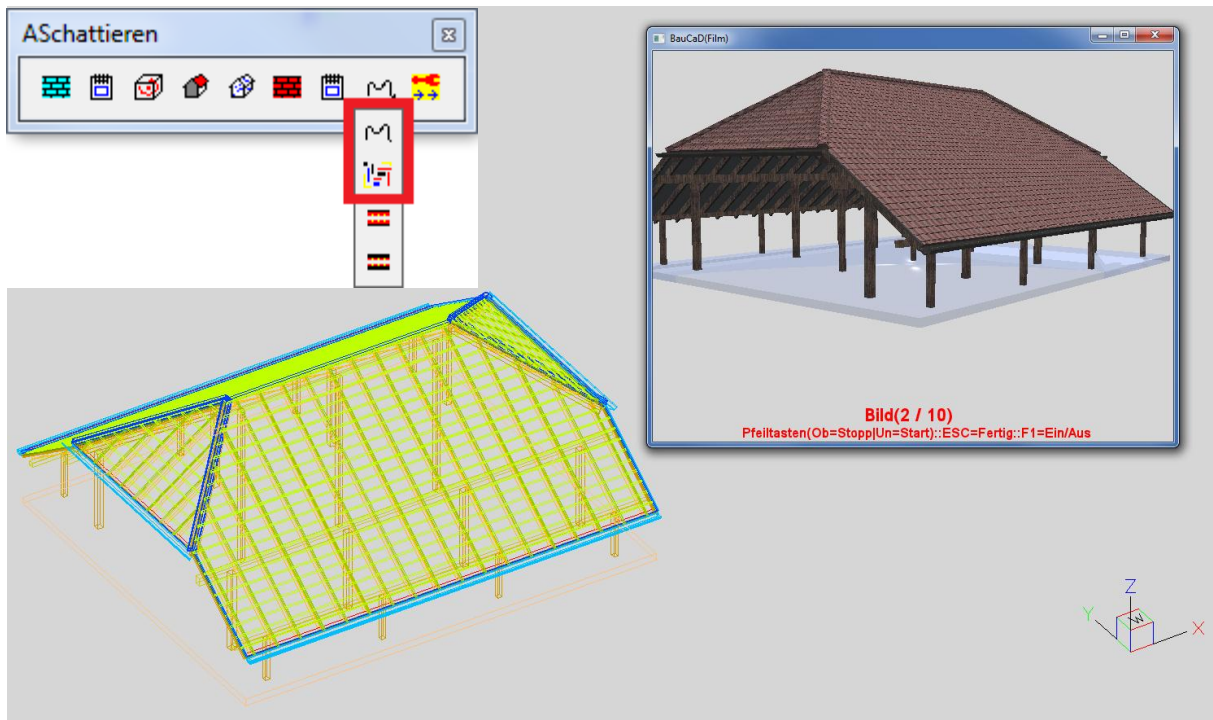 ASchattieren
BauCaD(Film)
Bild(2 / 10)
Pfeiltasten(Ob=Stopp|Un=Start)::ESC=Fertig::F1=Ein/Aus
Z
Y
W
X